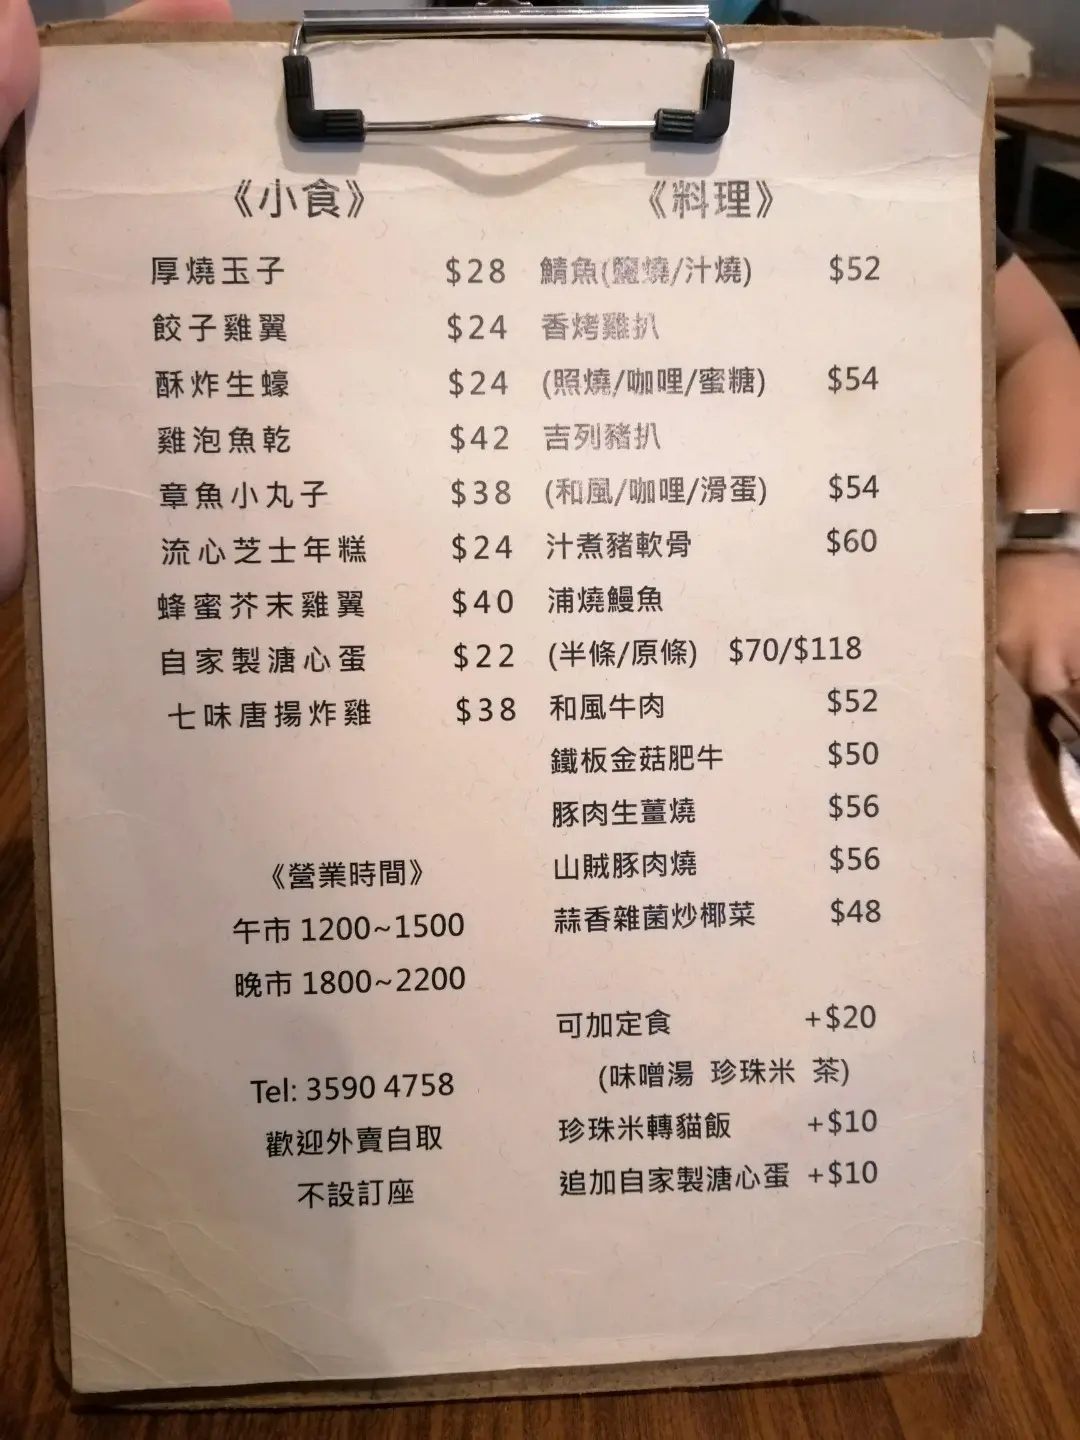 《小食》
厚燒玉子 $28
餃子雞翼 $24
酥炸生蠔 $24
雞泡魚乾 $42
章魚小丸子 $38
流心芝士年糕 $24
蜂蜜芥末雞翼 $40
自家製溏心蛋 $22
七味唐揚炸雞 $38
《營業時間》
午市 1200~1500
晚市 1800~2200
Tel: 3590 4758
歡迎外賣自取
不設訂座
《料理》
鯖魚(鹽燒/汁燒) $52
香烤雞扒
(照燒/咖哩/蜜糖) $54
吉列豬扒
(和風/咖哩/滑蛋) $54
汁煮豬軟骨 $60
浦燒鰻魚
(半條/原條) $70/$118
和風牛肉 $52
鐵板金菇肥牛 $50
豚肉生薑燒 $56
山賊豚肉燒 $56
蒜香雜菌炒椰菜 $48
可加定食 +$20
(味噌湯 珍珠米 茶)
珍珠米轉貓飯 +$10
追加自家製溏心蛋 +$10